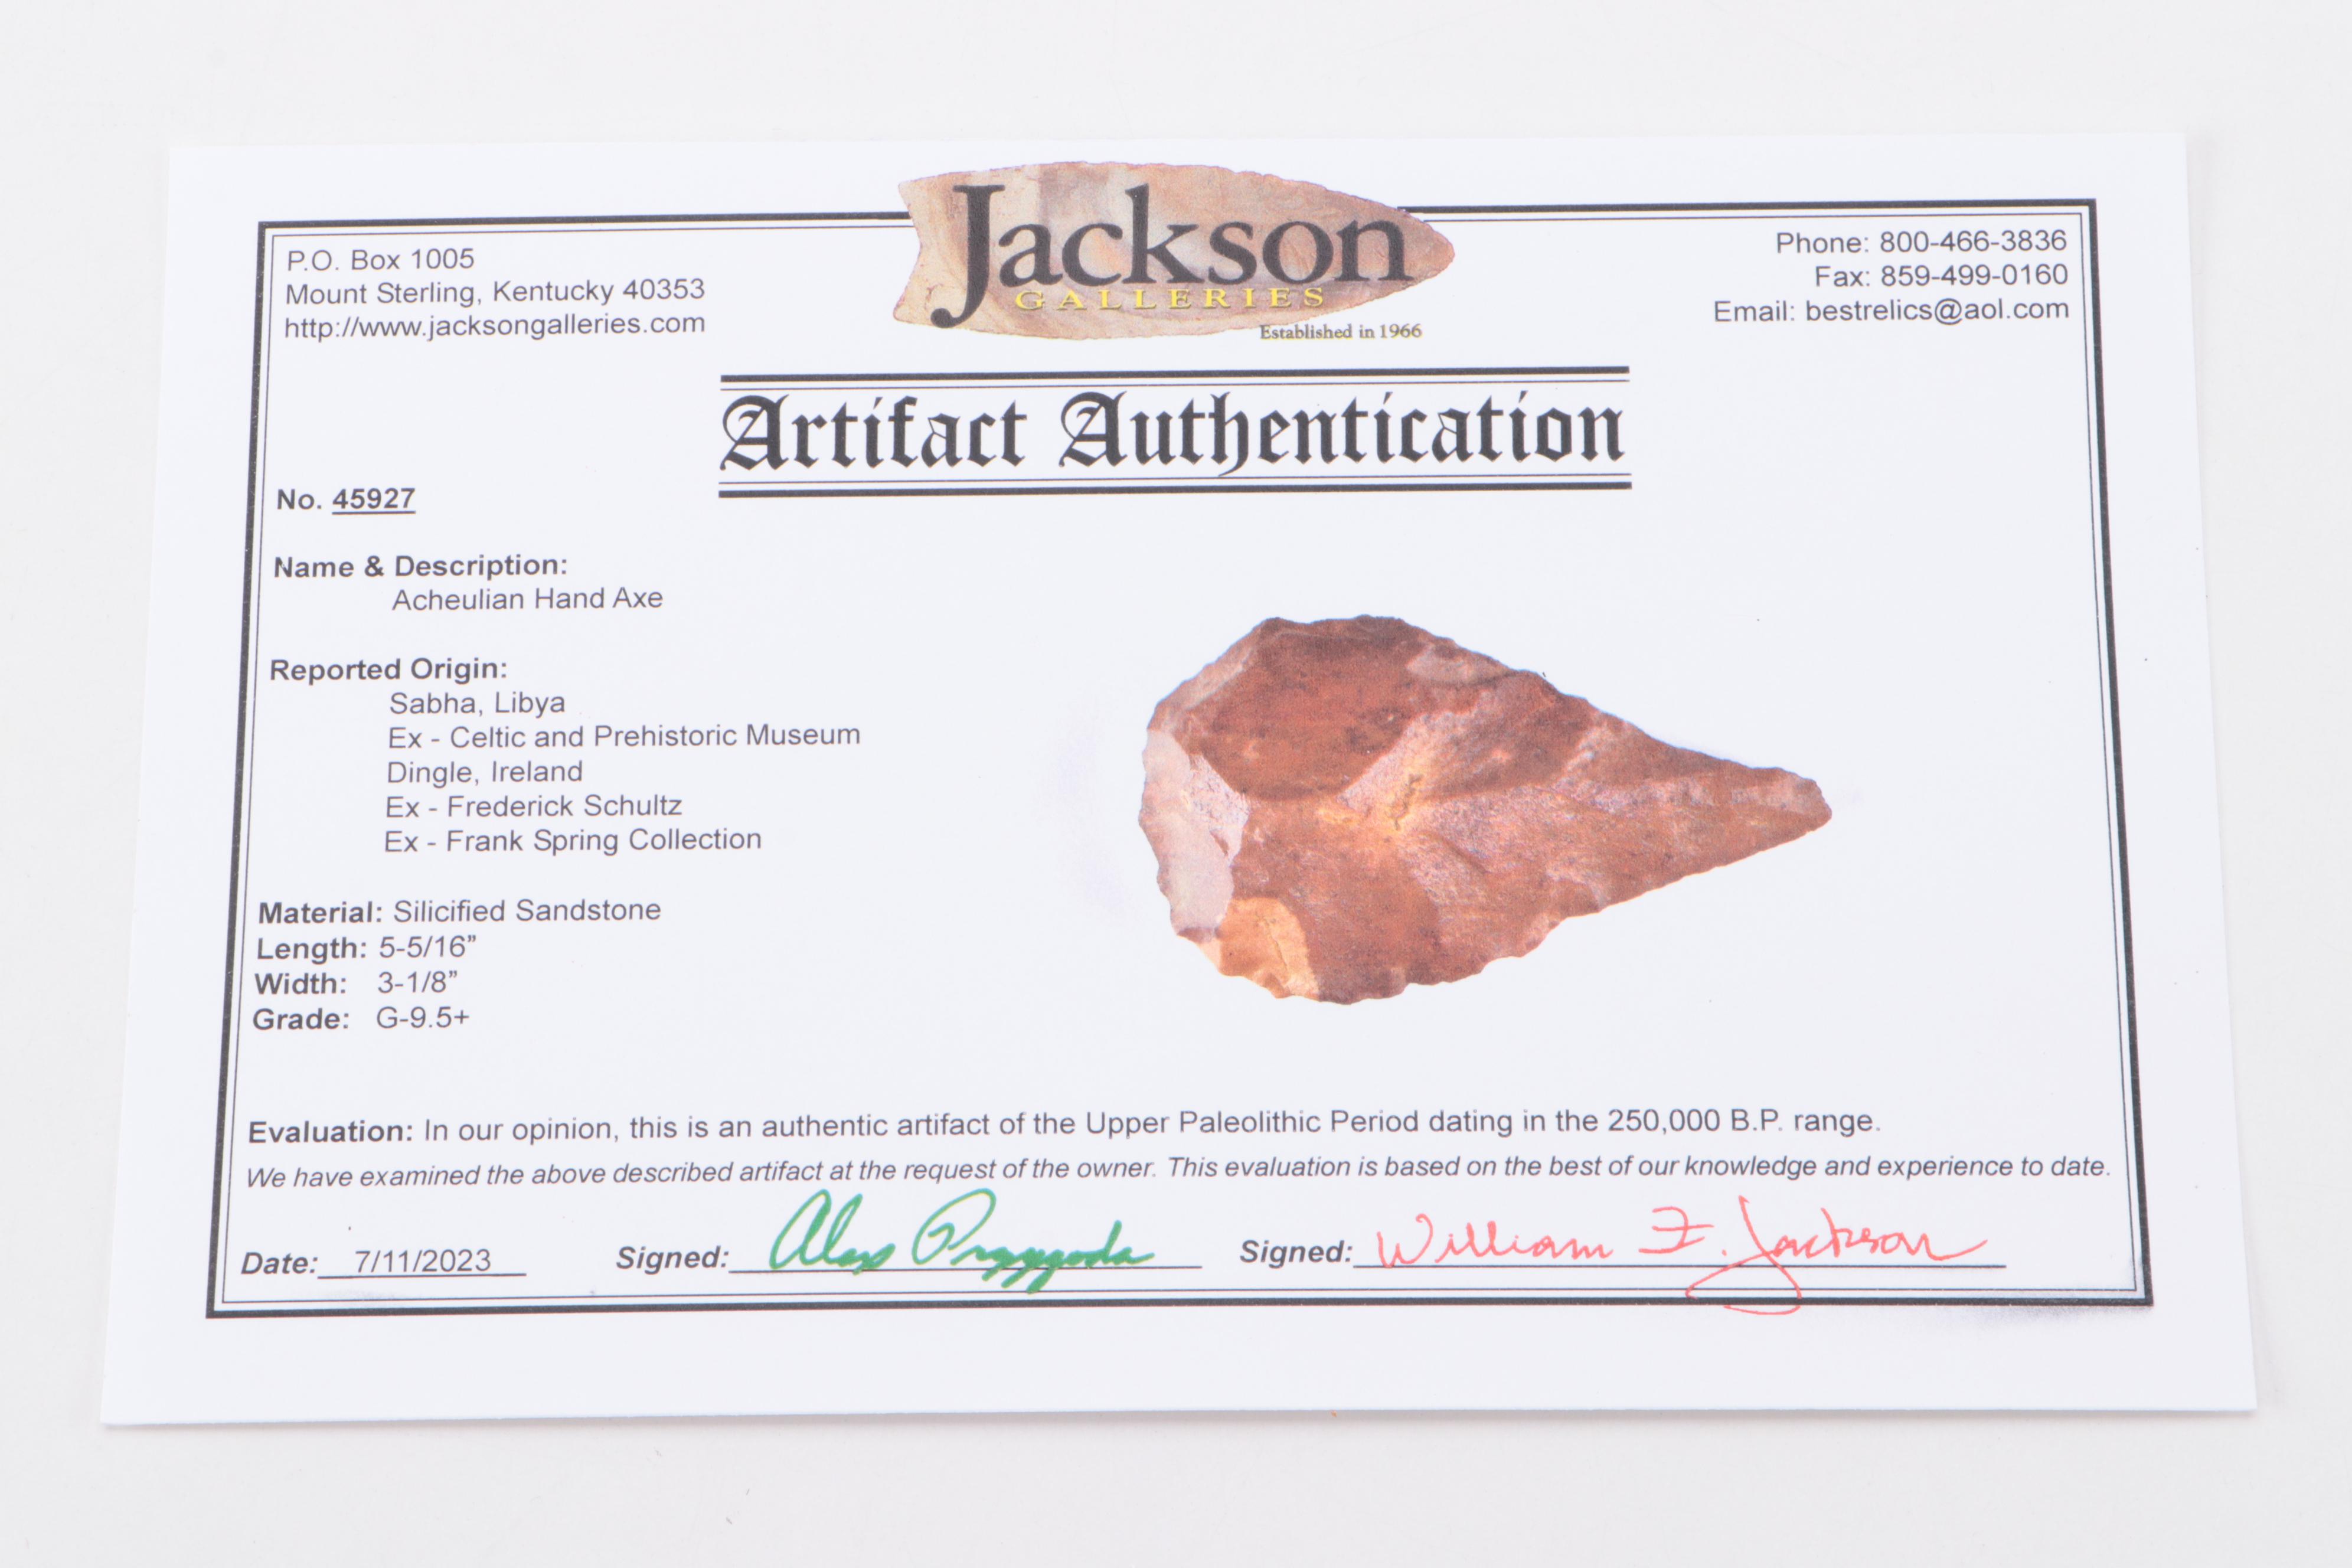 P.O. Box 1005
Mount Sterling, Kentucky 40353
http://www.jacksongalleries.com
Jackson
GALLERIES
Established in 1966
Phone: 800-466-3836
Fax: 859-499-0160
Email: bestrelics@aol.com
Artifact Authentication
No. 45927
Name & Description:
Acheulian Hand Axe
Reported Origin:
Sabha, Libya
Ex - Celtic and Prehistoric Museum
Dingle, Ireland
Ex - Frederick Schultz
Ex - Frank Spring Collection
Material: Silicified Sandstone
Length: 5-5/16”
Width: 3-1/8”
Grade: G-9.5+
Evaluation: In our opinion, this is an authentic artifact of the Upper Paleolithic Period dating in the 250,000 B.P. range.
We have examined the above described artifact at the request of the owner. This evaluation is based on the best of our knowledge and experience to date.
Date: 7/11/2023 Signed: Alex Przygoda Signed: William F. Jackson